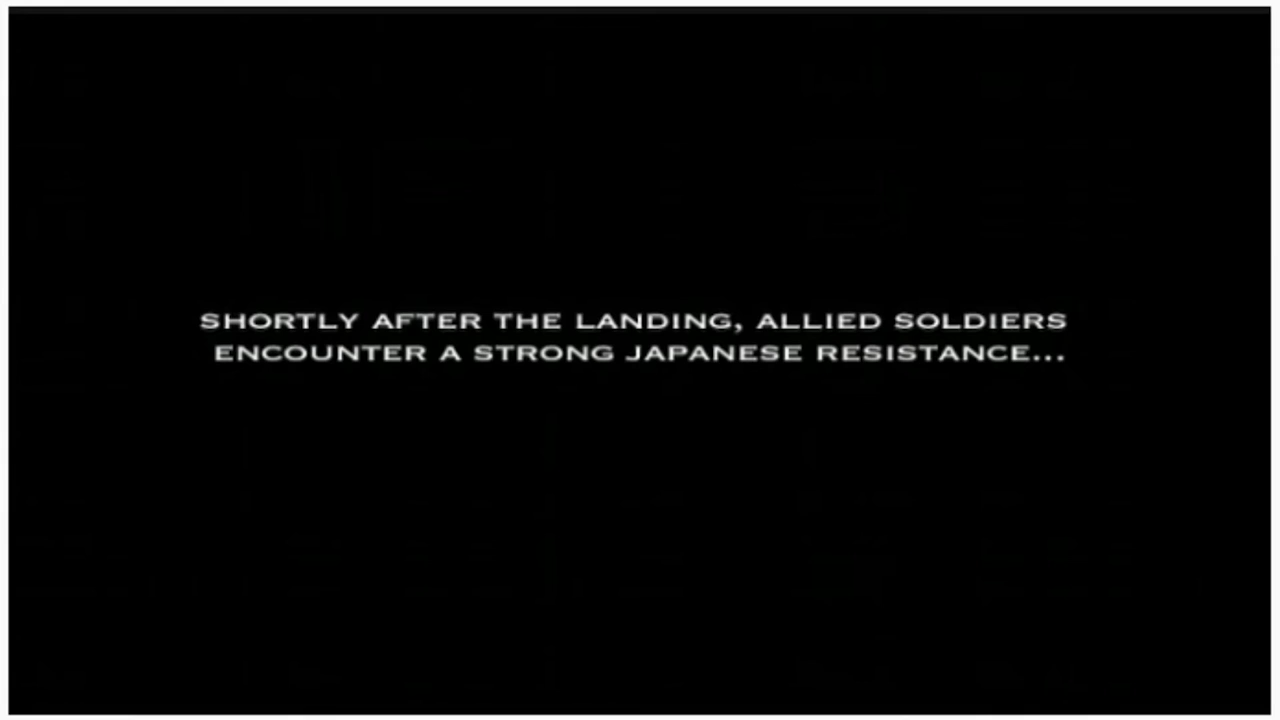 SHORTLY AFTER THE LANDING, ALLIED SOLDIERS
ENCOUNTER A STRONG JAPANESE RESISTANCE...